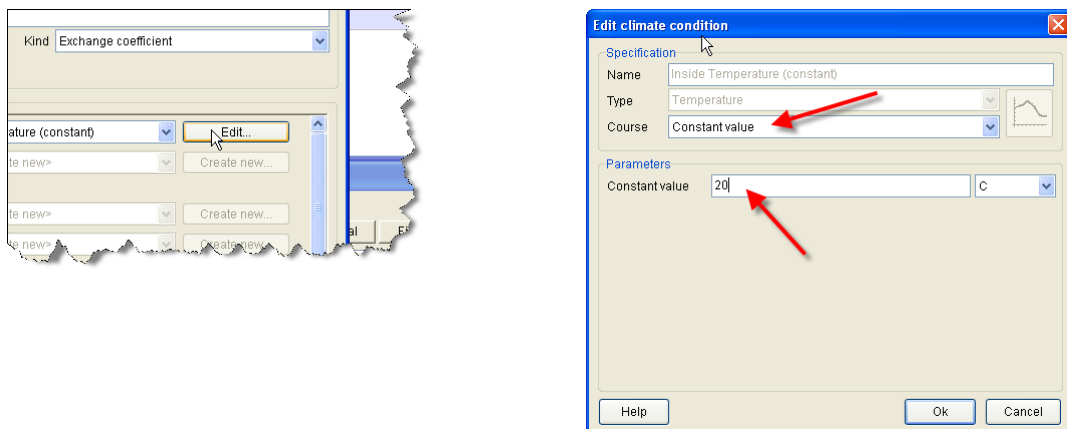 Kind Exchange coefficient
ature (constant) Edit...
te new> Create new...
te new> Create new...
te new> Create new...
al
Edit climate condition
Specification
Name Inside Temperature (constant)
Type Temperature
Course Constant value
Parameters
Constant value 20 C
Help Ok Cancel